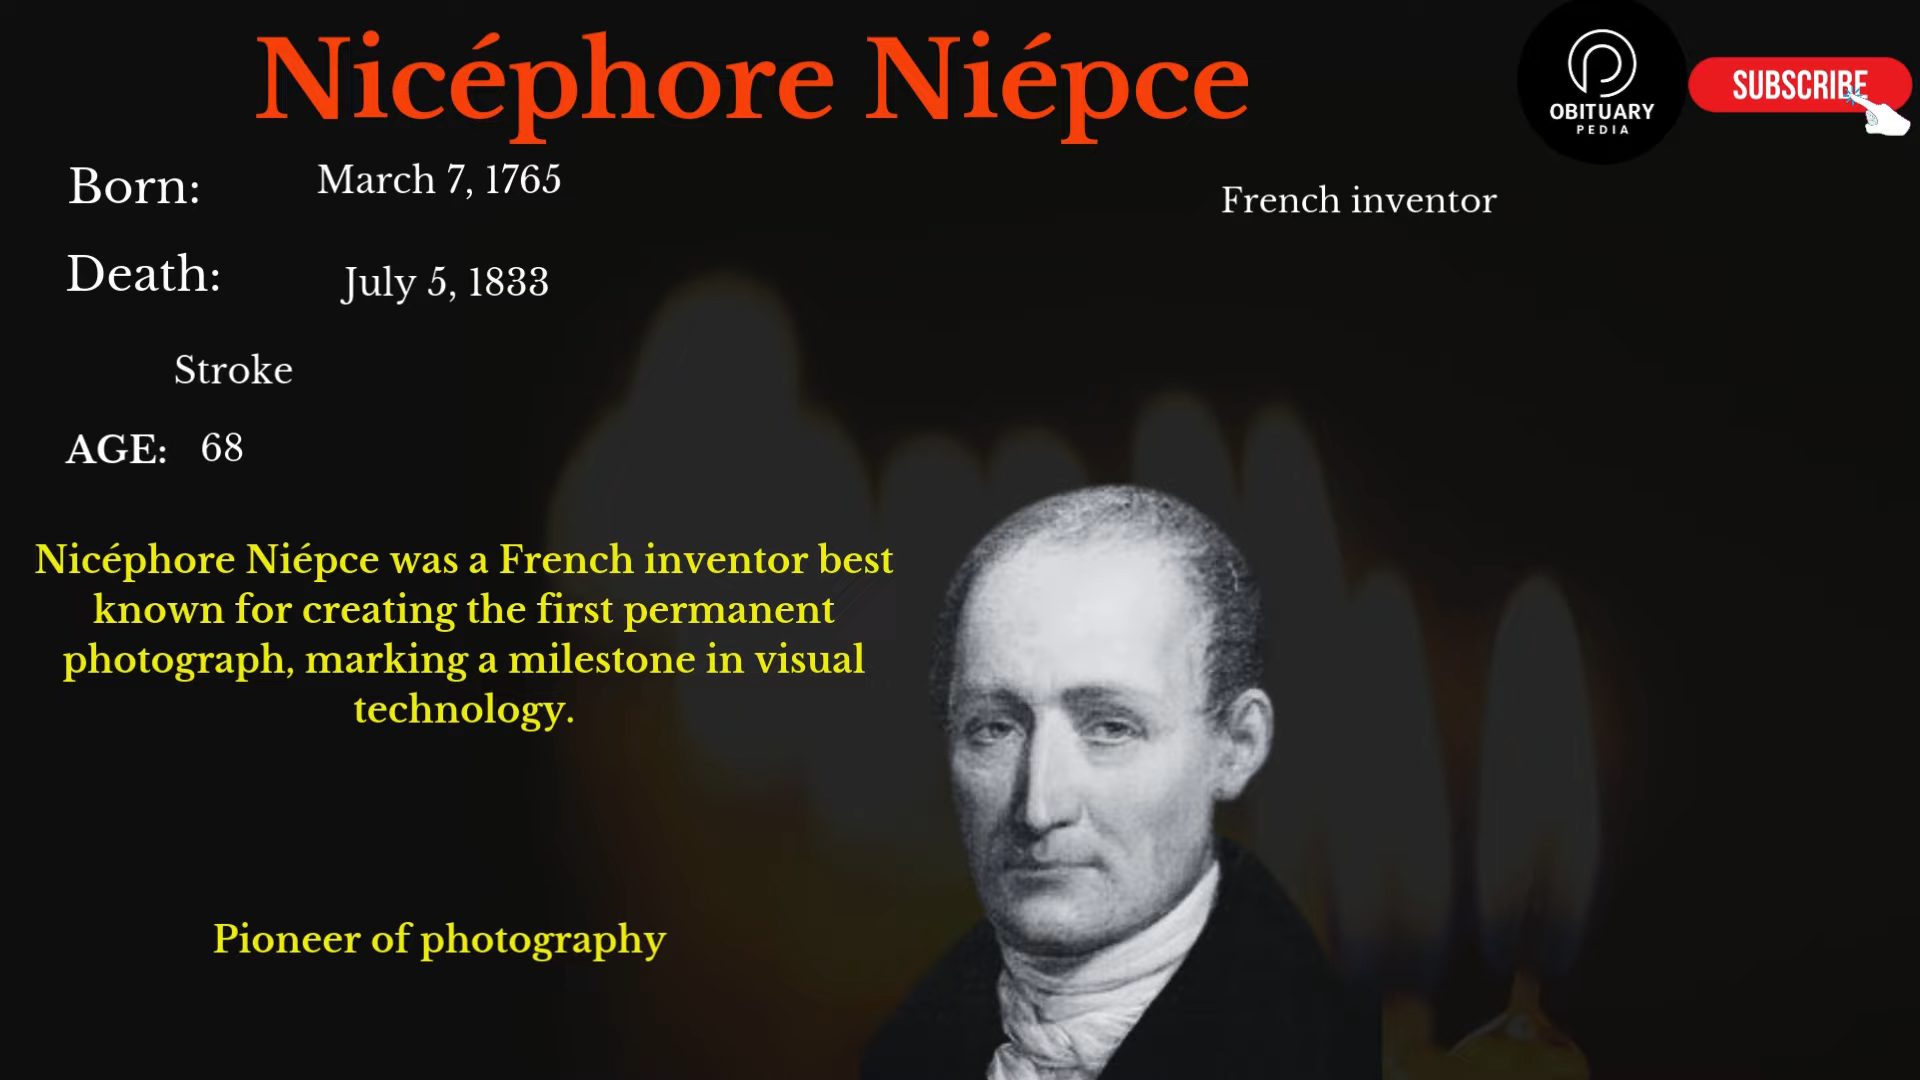 Nicéphore Niépce
OBITUARY
PEDIA
SUBSCRIBE
Born: March 7, 1765
French inventor
Death: July 5, 1833
Stroke
AGE: 68
Nicéphore Niépce was a French inventor best
known for creating the first permanent
photograph, marking a milestone in visual
technology.
Pioneer of photography